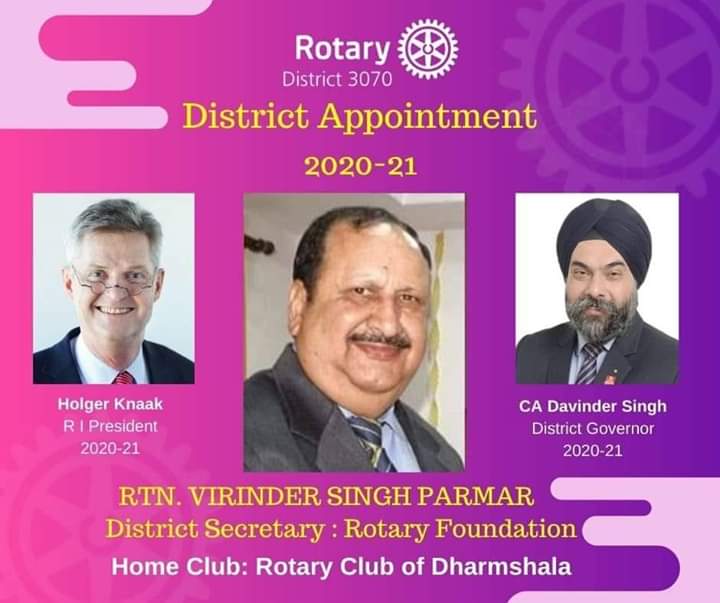 Rotary
District 3070
District Appointment
2020-21
Holger Knaak
R I President
2020-21
CA Davinder Singh
District Governor
2020-21
RTN. VIRINDER SINGH PARMAR
District Secretary : Rotary Foundation
Home Club: Rotary Club of Dharmshala